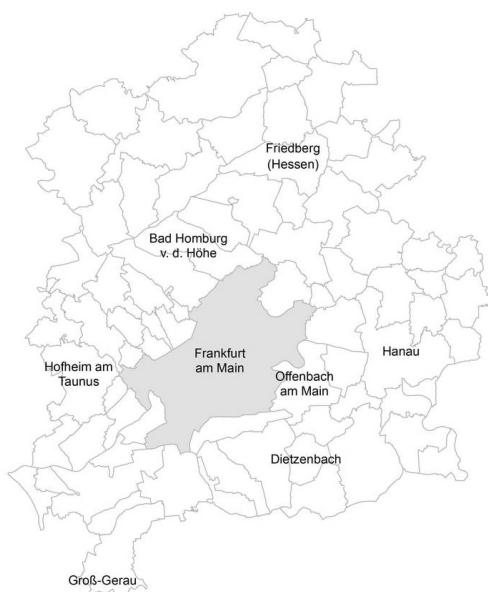 Friedberg
(Hessen)
Bad Homburg
v. d. Höhe
Frankfurt
am Main
Hanau
Hofheim am
Taunus
Offenbach
am Main
Dietzenbach
Groß-Gerau